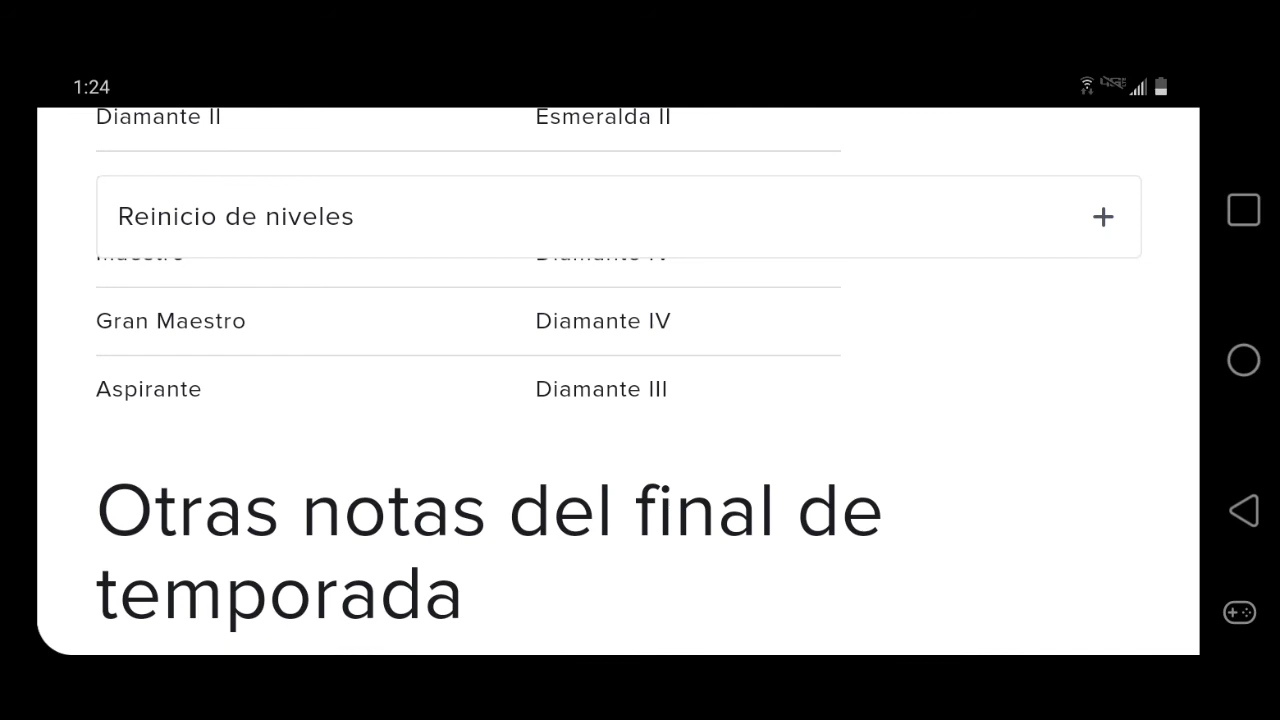 1:24
Diamante II Esmeralda II
Reinicio de niveles
Gran Maestro Diamante IV
Aspirante Diamante III
Otras notas del final de
temporada